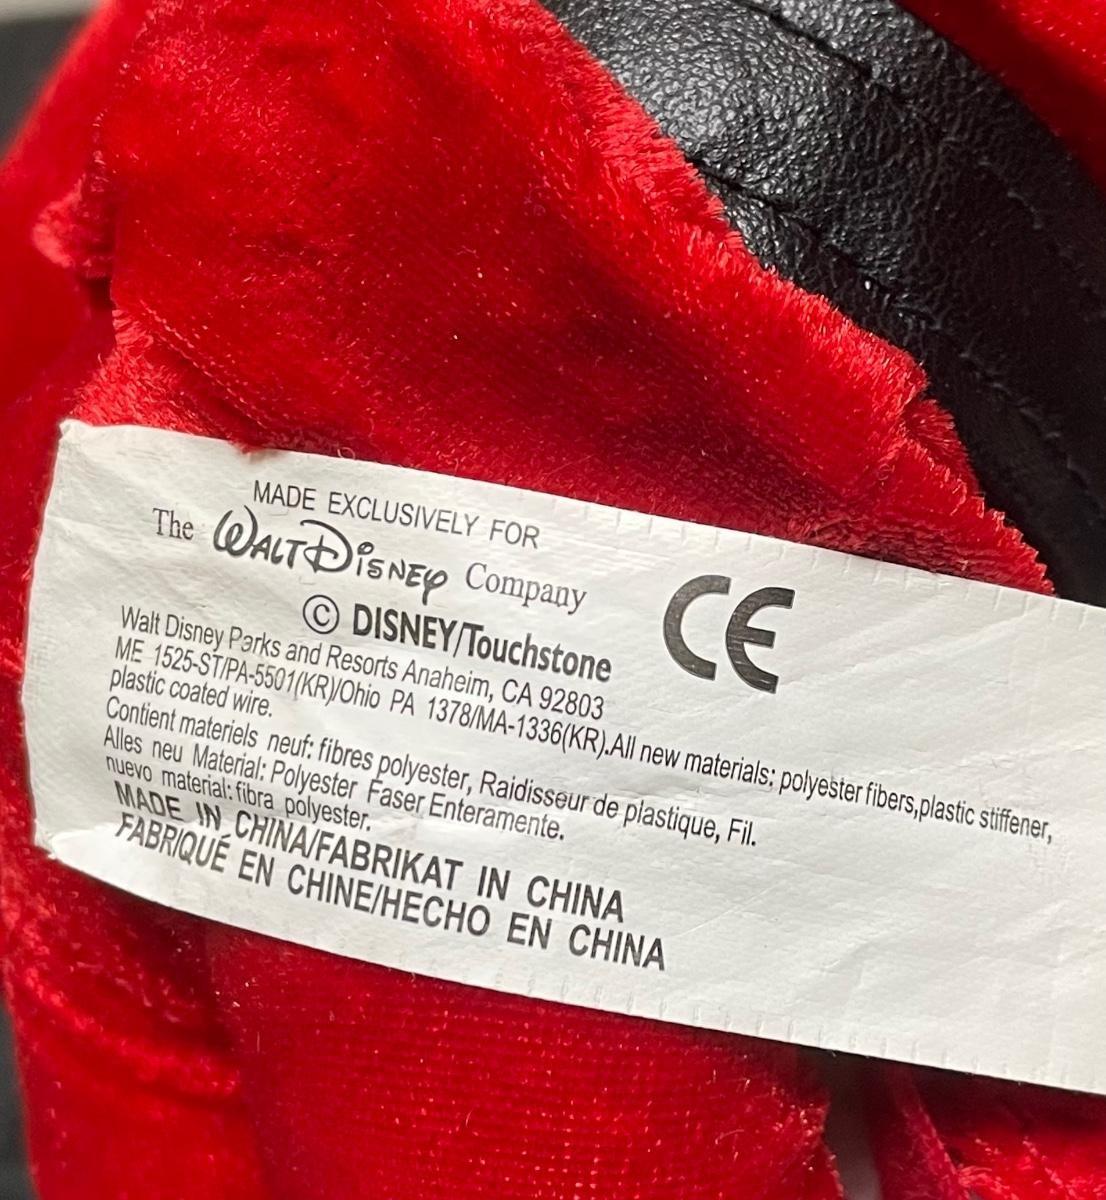 MADE EXCLUSIVELY FOR
The WALT DISNEY Company
© DISNEY/Touchstone
CE
Walt Disney Parks and Resorts Anaheim, CA 92803
ME 1525-ST/PA-5501(KR)/Ohio PA 1378/MA-1336(KR).All new materials; polyester fibers,plastic stiffener,
plastic coated wire.
Contient materiels neuf: fibres polyester, Raidisseur de plastique, Fil.
Alles neu Material: Polyester Faser Enteramente.
nuevo material: fibra polyester.
MADE IN CHINA/FABRIKAT IN CHINA
FABRIQUÉ EN CHINE/HECHO EN CHINA